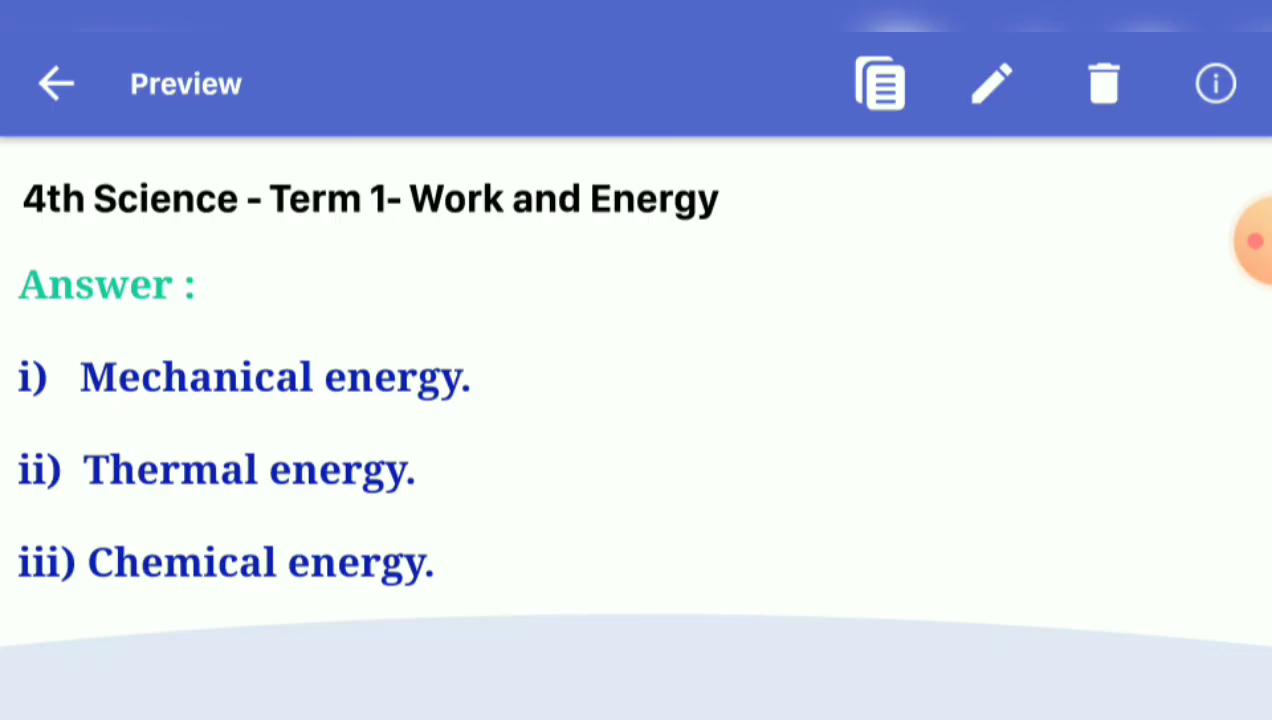 Preview
4th Science - Term 1- Work and Energy
Answer :
i) Mechanical energy.
ii) Thermal energy.
iii) Chemical energy.